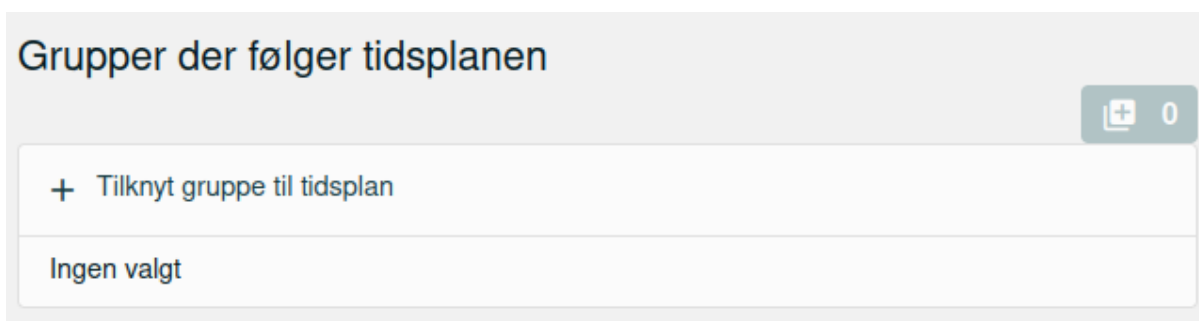 Grupper der følger tidsplanen
0
+ Tilknyt gruppe til tidsplan
Ingen valgt